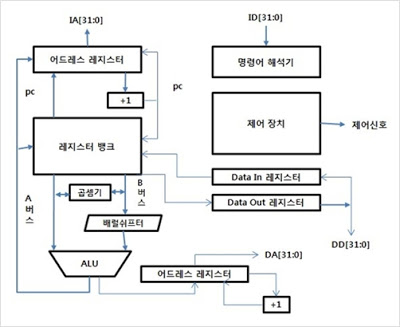 IA[31:0]
ID[31:0]
어드레스 레지스터
명령어 해석기
pc
+1
pc
제어 장치
제어신호
레지스터 뱅크
A
버스
곱셈기
B
버스
Data In 레지스터
Data Out 레지스터
배럴쉬프터
DD[31:0]
ALU
DA[31:0]
어드레스 레지스터
+1